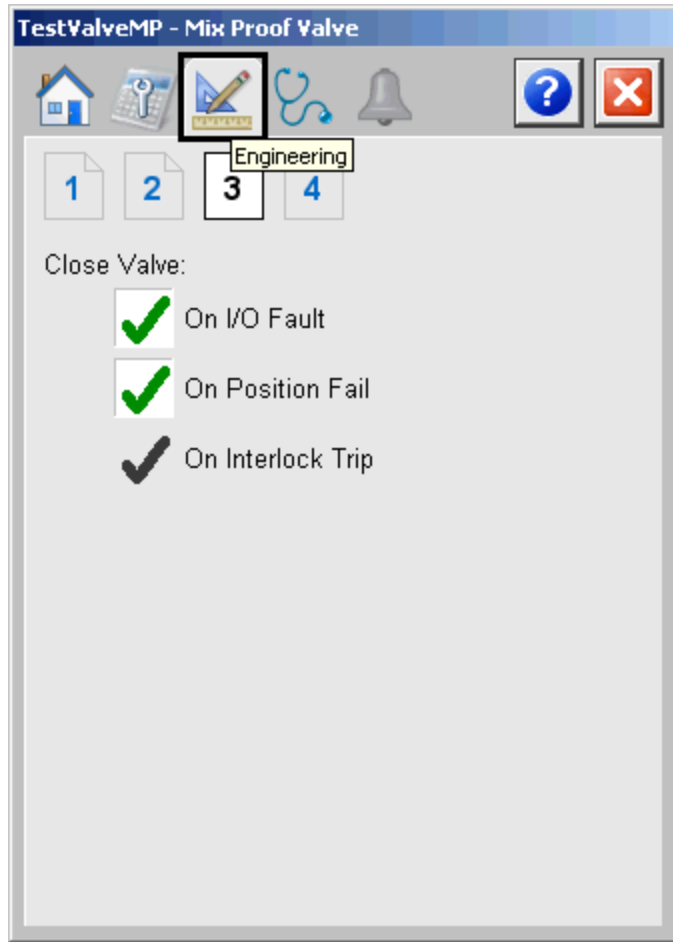 TestValveMP - Mix Proof Valve
?
Engineering
1 2 3 4
Close Valve:
On I/O Fault
On Position Fail
On Interlock Trip